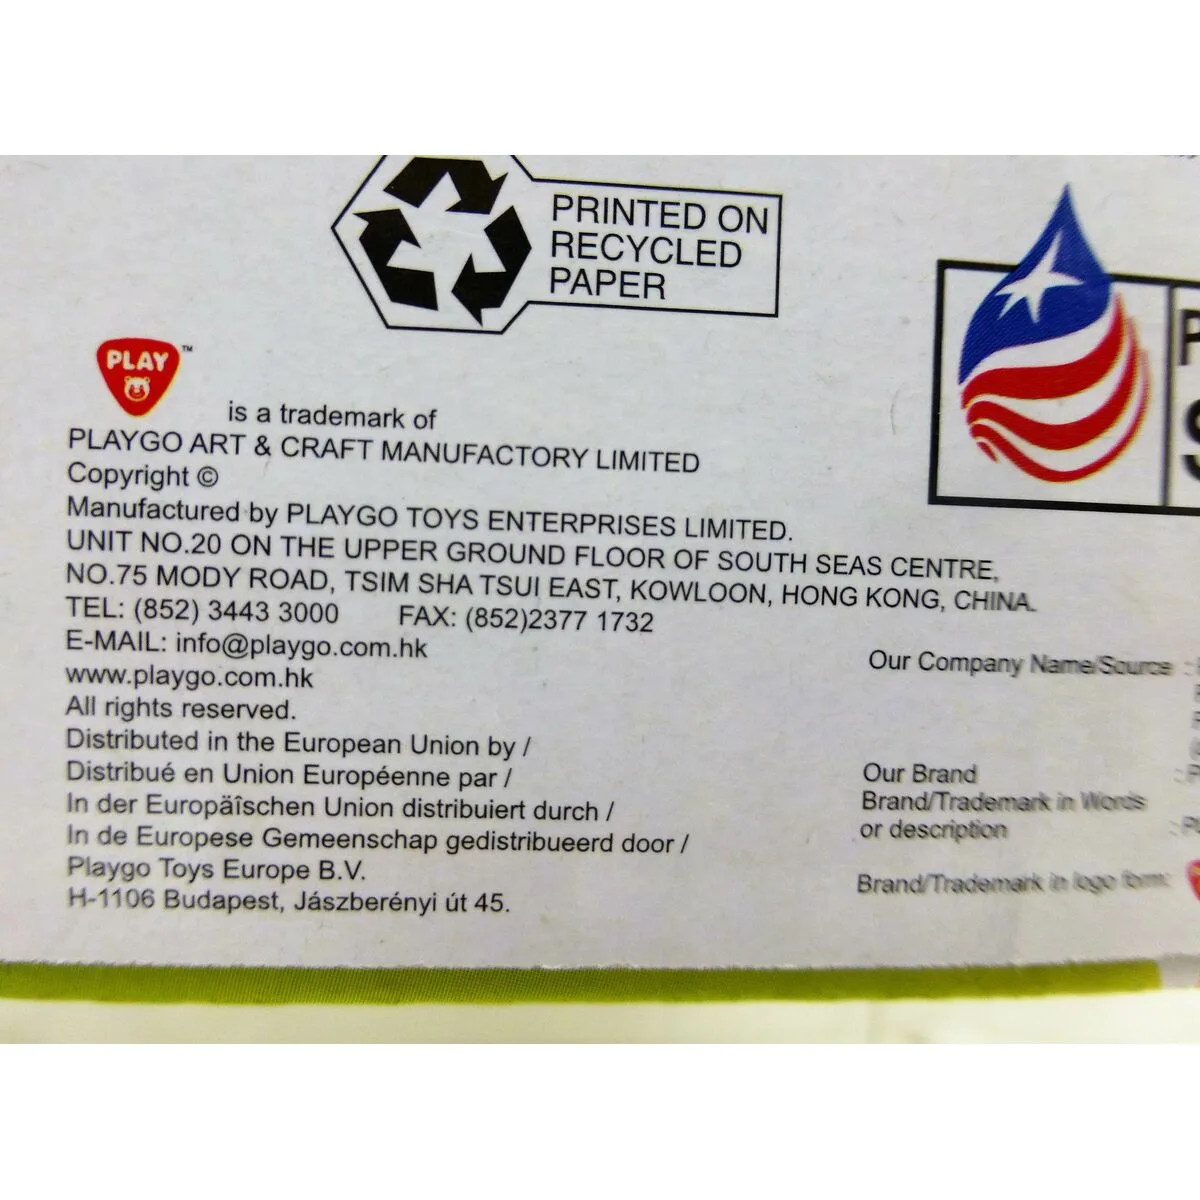 PRINTED ON
RECYCLED
PAPER
PLAY™
is a trademark of
PLAYGO ART & CRAFT MANUFACTORY LIMITED
Copyright ©
Manufactured by PLAYGO TOYS ENTERPRISES LIMITED.
UNIT NO.20 ON THE UPPER GROUND FLOOR OF SOUTH SEAS CENTRE,
NO.75 MODY ROAD, TSIM SHA TSUI EAST, KOWLOON, HONG KONG, CHINA.
TEL: (852) 3443 3000 FAX: (852)2377 1732
E-MAIL: info@playgo.com.hk
www.playgo.com.hk
All rights reserved.
Distributed in the European Union by /
Distribué en Union Européenne par /
In der Europäîschen Union distribuiert durch /
In de Europese Gemeenschap gedistribueerd door /
Playgo Toys Europe B.V.
H-1106 Budapest, Jászberényi út 45.
Our Company Name/Source :
Our Brand :
Brand/Trademark in Words
or description :
Brand/Trademark in logo form: